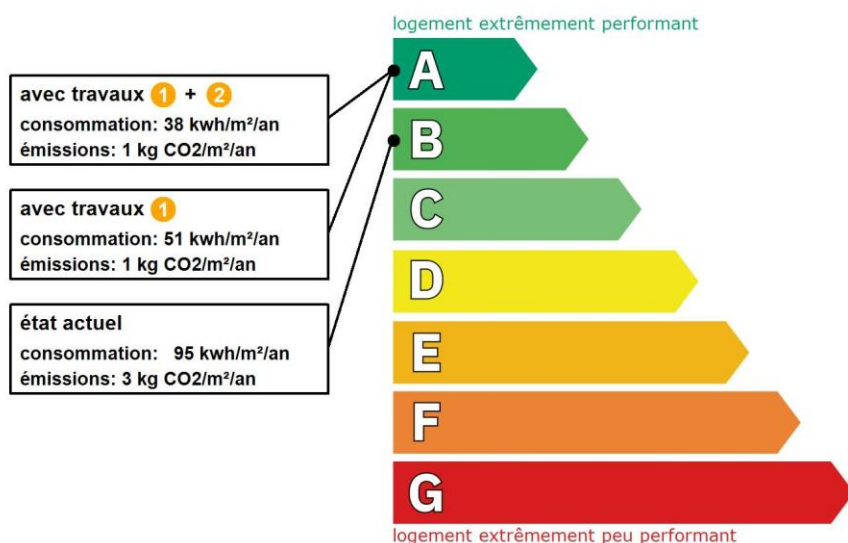 logement extrêmement performant
avec travaux 1 + 2
consommation: 38 kwh/m²/an
émissions: 1 kg CO2/m²/an
avec travaux 1
consommation: 51 kwh/m²/an
émissions: 1 kg CO2/m²/an
état actuel
consommation: 95 kwh/m²/an
émissions: 3 kg CO2/m²/an
A
B
C
D
E
F
G
logement extrêmement peu performant